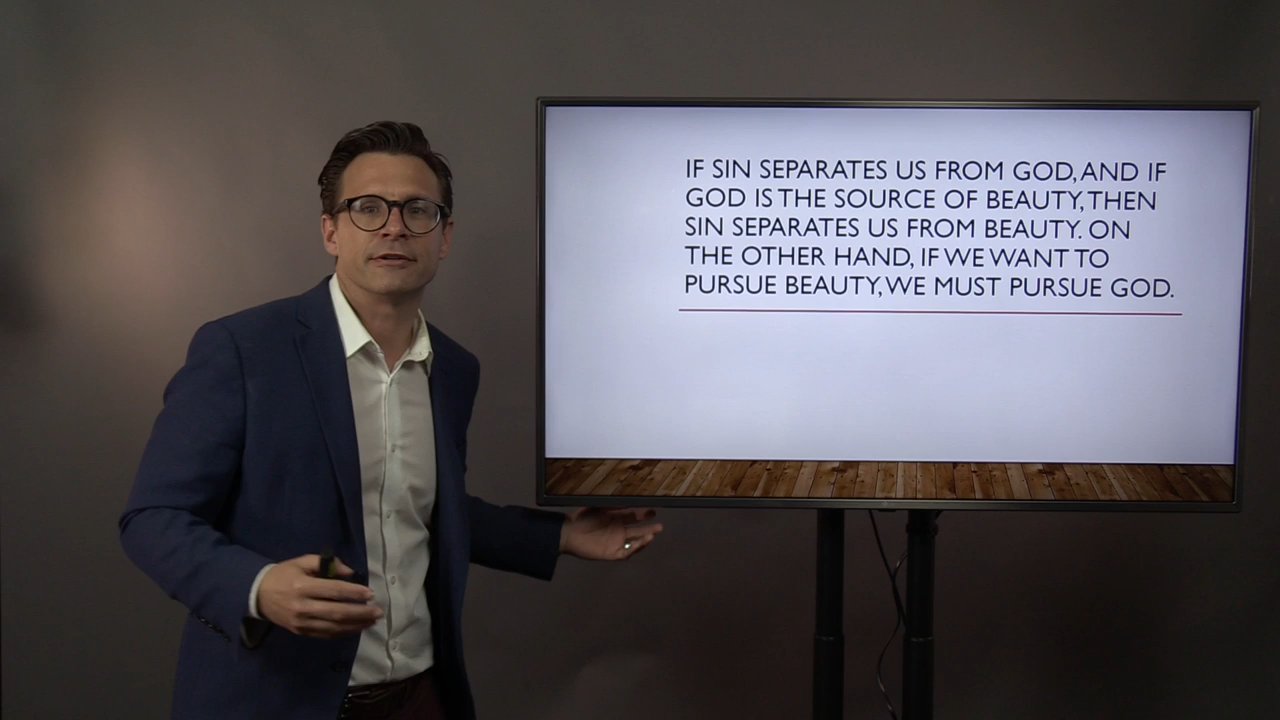 IF SIN SEPARATES US FROM GOD, AND IF
GOD IS THE SOURCE OF BEAUTY, THEN
SIN SEPARATES US FROM BEAUTY. ON
THE OTHER HAND, IF WE WANT TO
PURSUE BEAUTY, WE MUST PURSUE GOD.